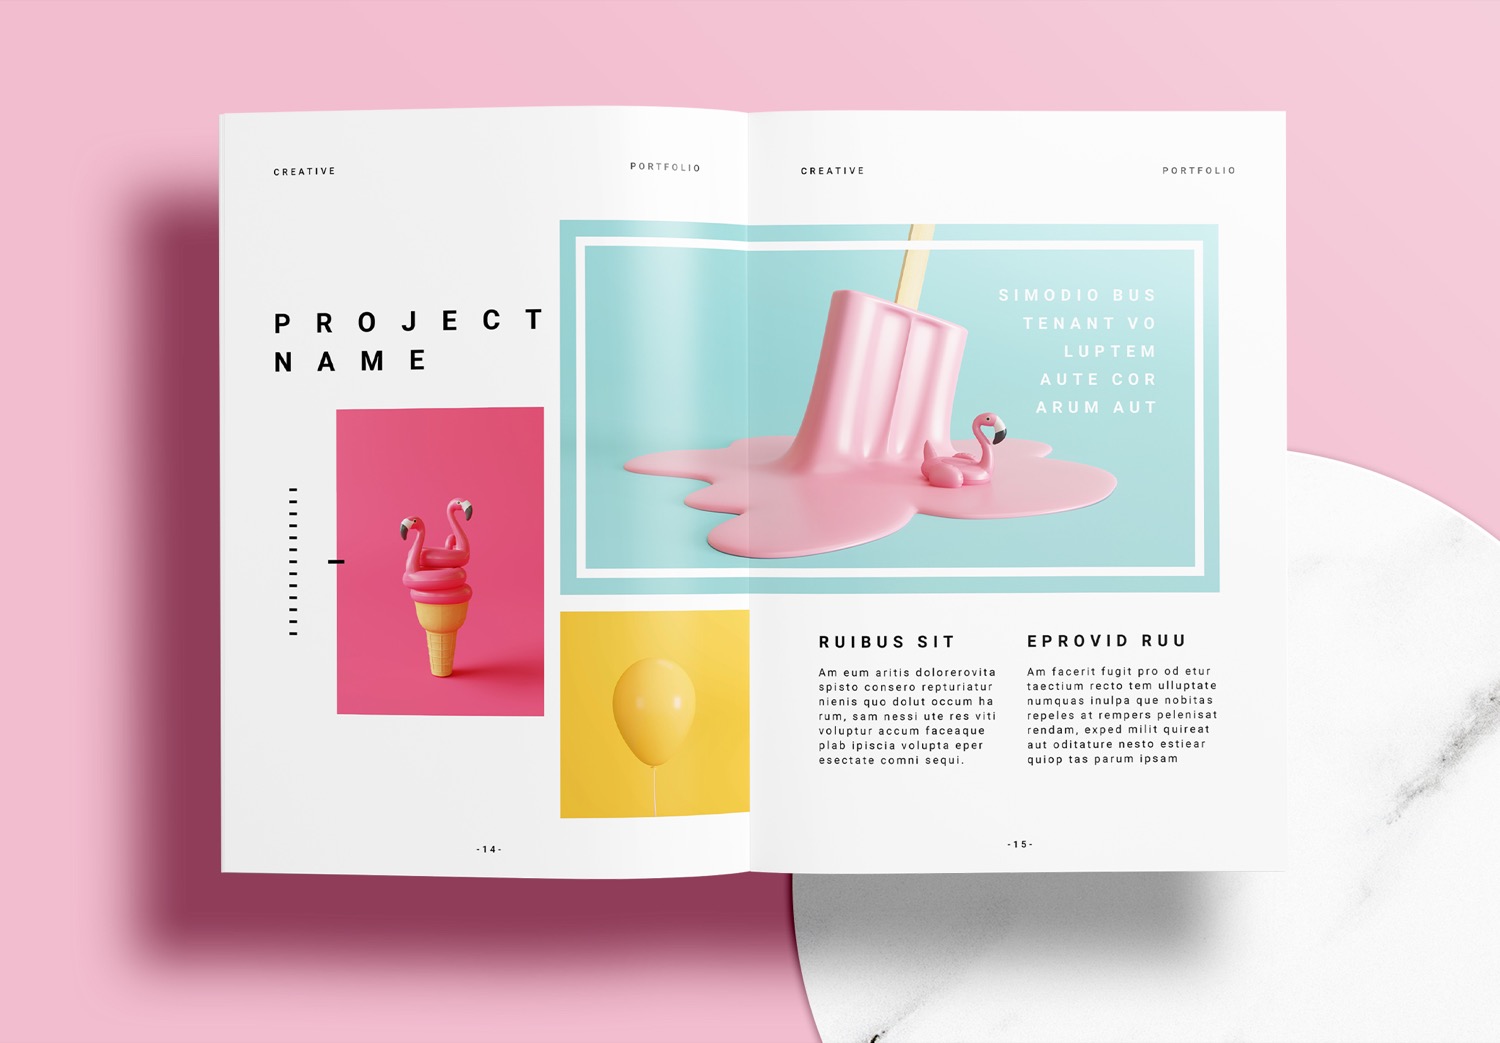 CREATIVE
PORTFOLIO
PROJECT
NAME
-14-
CREATIVE
PORTFOLIO
SIMODIO BUS
TENANT VO
LUPTEM
AUTE COR
ARUM AUT
RUIBUS SIT
Am eum aritis dolorerovita
spisto consero repturiatur
nienis quo dolut occum ha
rum, sam nessi ute res viti
voluptur accum faceaque
plab ipiscia volupta eper
esectate comni sequi.
EPROVID RUU
Am facerit fugit pro od etur
taectium recto tem ulluptate
numquas inulpa que nobitas
repeles at rempers pelenisat
rendam, exped milit quireat
aut oditature nesto estiear
quiop tas parum ipsam
-15-